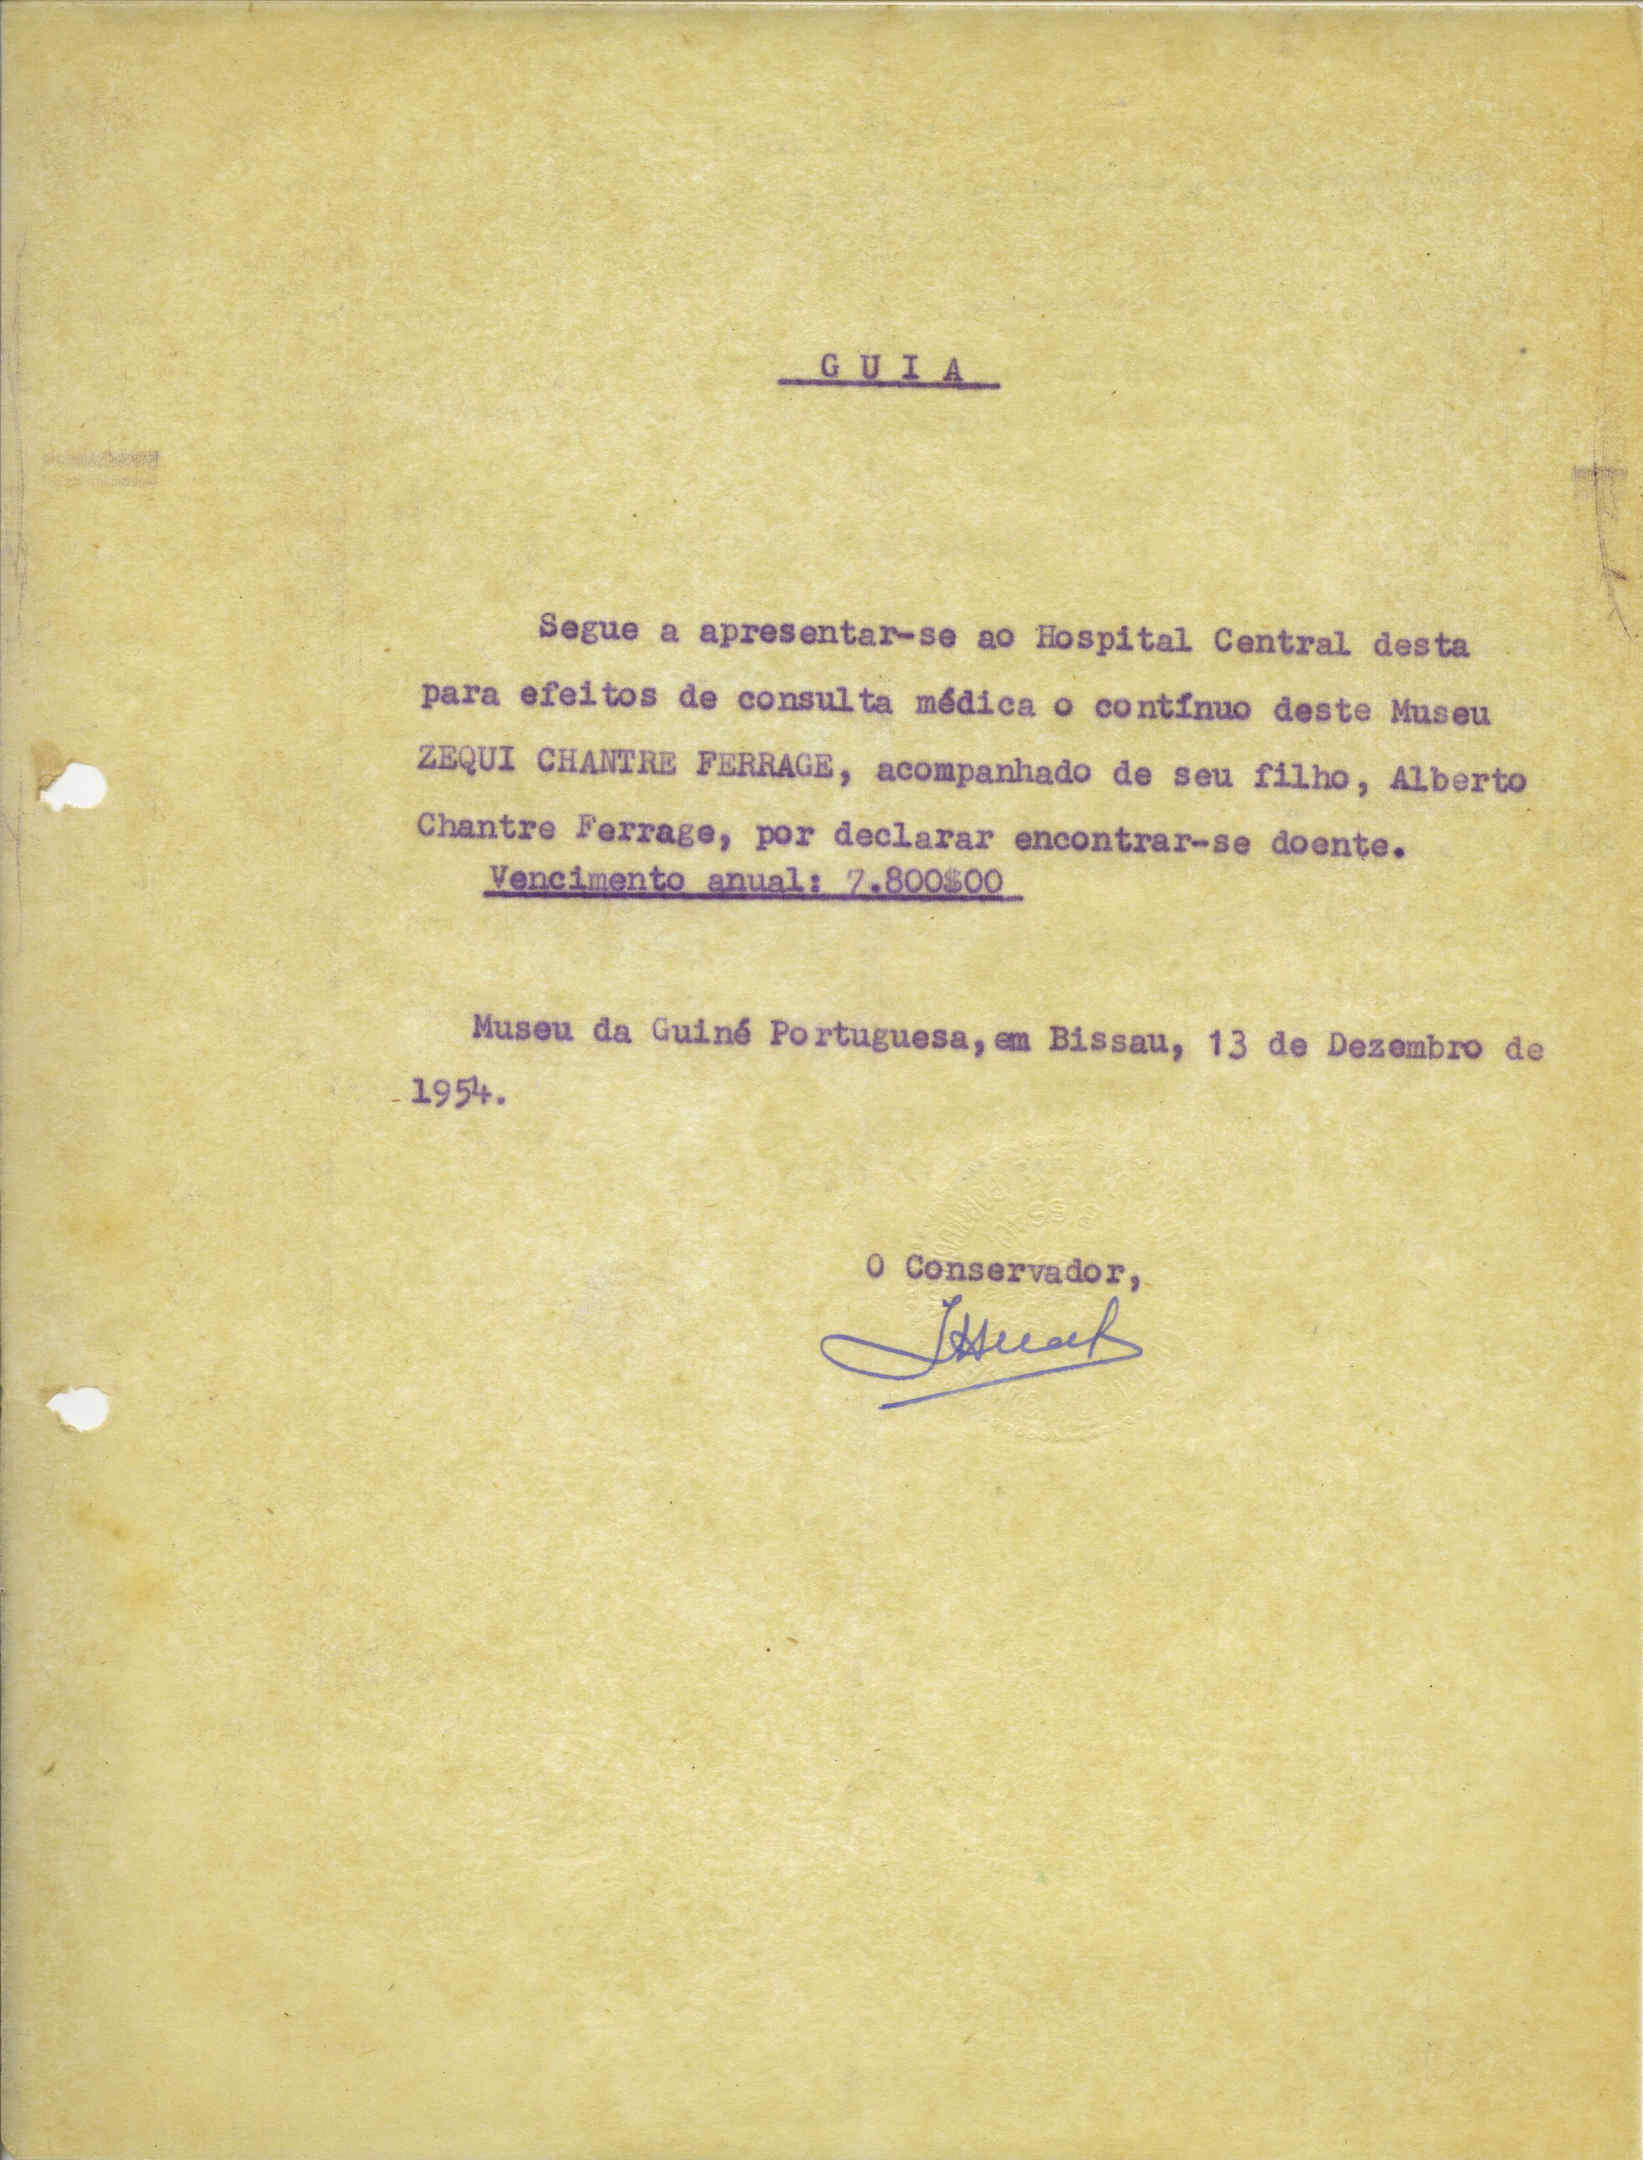 GUIA
Segue a apresentar-se ao Hospital Central desta
para efeitos de consulta médica o contínuo deste Museu
ZEQUI CHANTRE FERRAGE, acompanhado de seu filho, Alberto
Chantre Ferrage, por declarar encontrar-se doente.
Vencimento anual: 7.800$00
Museu da Guiné Portuguesa, em Bissau, 13 de Dezembro de
1954.
O Conservador,